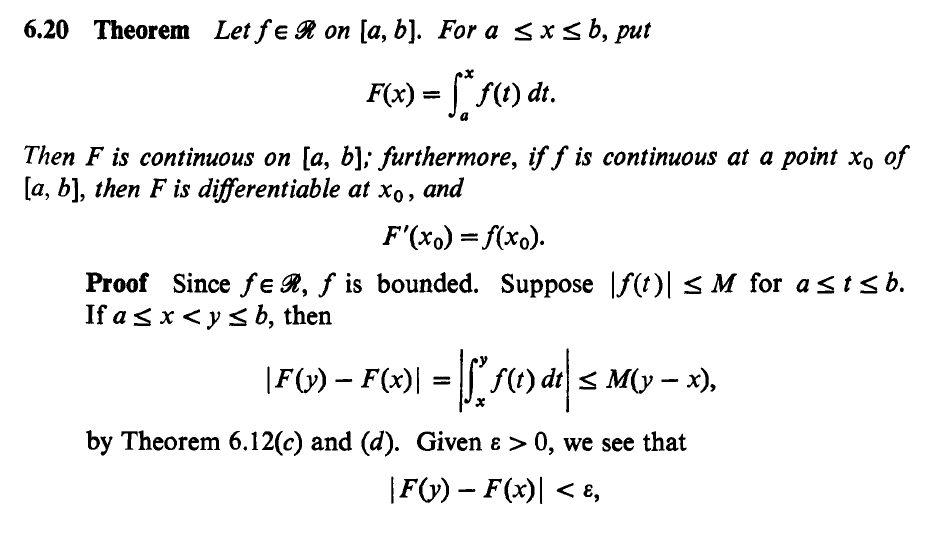 6.20 Theorem Let f ∈ ℛ on [a, b]. For a ≤ x ≤ b, put
F(x) = ∫ₐˣ f(t) dt.
Then F is continuous on [a, b]; furthermore, if f is continuous at a point x₀ of
[a, b], then F is differentiable at x₀, and
F′(x₀) = f(x₀).
Proof Since f ∈ ℛ, f is bounded. Suppose |f(t)| ≤ M for a ≤ t ≤ b.
If a ≤ x < y ≤ b, then
|F(y) − F(x)| = |∫ₓʸ f(t) dt| ≤ M(y − x),
by Theorem 6.12(c) and (d). Given ε > 0, we see that
|F(y) − F(x)| < ε,